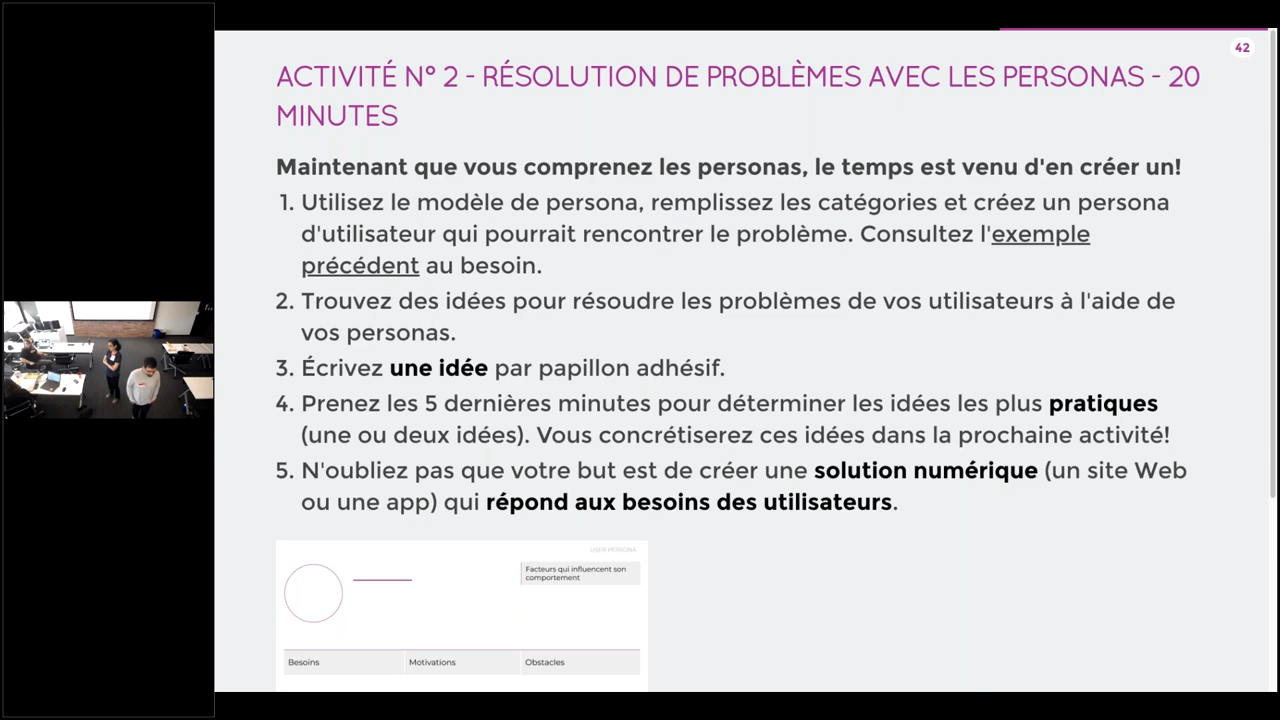 42
ACTIVITÉ N° 2 - RÉSOLUTION DE PROBLÈMES AVEC LES PERSONAS - 20
MINUTES
Maintenant que vous comprenez les personas, le temps est venu d'en créer un!
1. Utilisez le modèle de persona, remplissez les catégories et créez un persona
d'utilisateur qui pourrait rencontrer le problème. Consultez l'exemple
précédent au besoin.
2. Trouvez des idées pour résoudre les problèmes de vos utilisateurs à l'aide de
vos personas.
3. Écrivez une idée par papillon adhésif.
4. Prenez les 5 dernières minutes pour déterminer les idées les plus pratiques
(une ou deux idées). Vous concrétiserez ces idées dans la prochaine activité!
5. N'oubliez pas que votre but est de créer une solution numérique (un site Web
ou une app) qui répond aux besoins des utilisateurs.
USER PERSONA
Facteurs qui influencent son
comportement
Besoins
Motivations
Obstacles